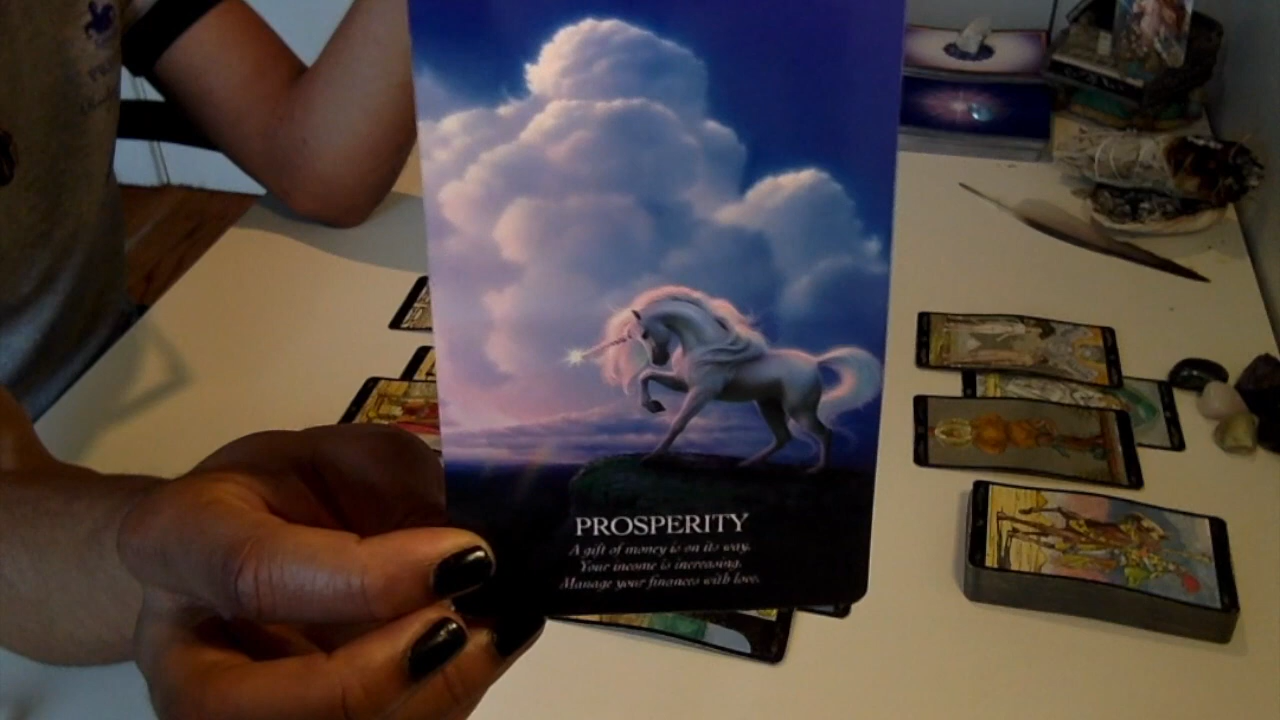 PROSPERITY
A gift of money is on its way.
Your income is increasing.
Manage your finances with love.